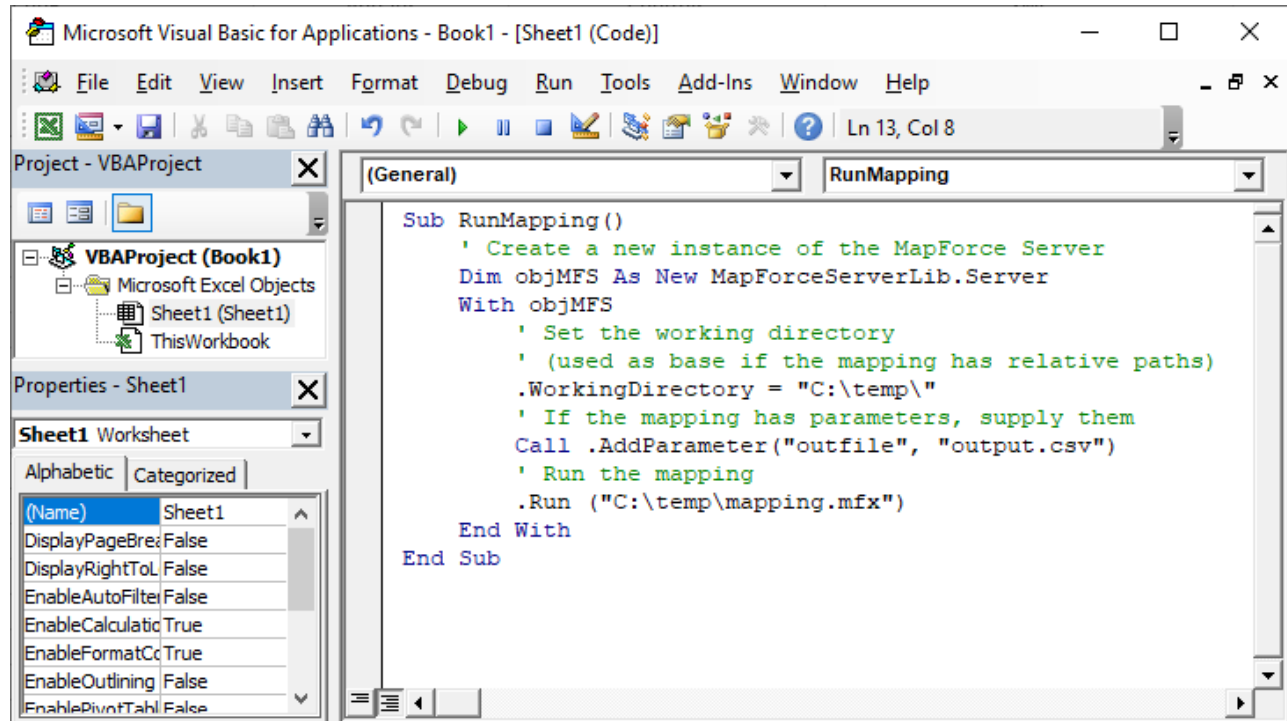 Microsoft Visual Basic for Applications - Book1 - [Sheet1 (Code)]
File Edit View Insert Format Debug Run Tools Add-Ins Window Help
Ln 13, Col 8
Project - VBAProject
VBAProject (Book1)
Microsoft Excel Objects
Sheet1 (Sheet1)
ThisWorkbook
Properties - Sheet1
Sheet1 Worksheet
Alphabetic Categorized
(Name) Sheet1
DisplayPageBrea False
DisplayRightToL False
EnableAutoFilter False
EnableCalculatio True
EnableFormatCo True
EnableOutlining False
EnablePivotTabl False
(General) RunMapping
Sub RunMapping()
    ' Create a new instance of the MapForce Server
    Dim objMFS As New MapForceServerLib.Server
    With objMFS
        ' Set the working directory
        ' (used as base if the mapping has relative paths)
        .WorkingDirectory = "C:\temp\"
        ' If the mapping has parameters, supply them
        Call .AddParameter("outfile", "output.csv")
        ' Run the mapping
        .Run ("C:\temp\mapping.mfx")
    End With
End Sub